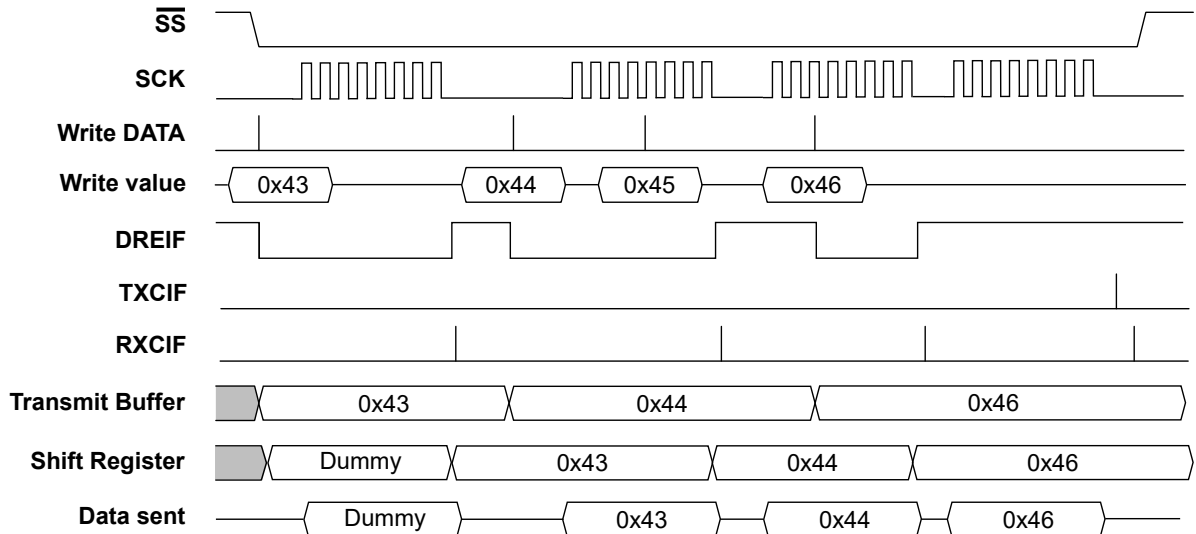 SS
SCK
Write DATA
Write value 0x43 0x44 0x45 0x46
DREIF
TXCIF
RXCIF
Transmit Buffer 0x43 0x44 0x46
Shift Register Dummy 0x43 0x44 0x46
Data sent Dummy 0x43 0x44 0x46